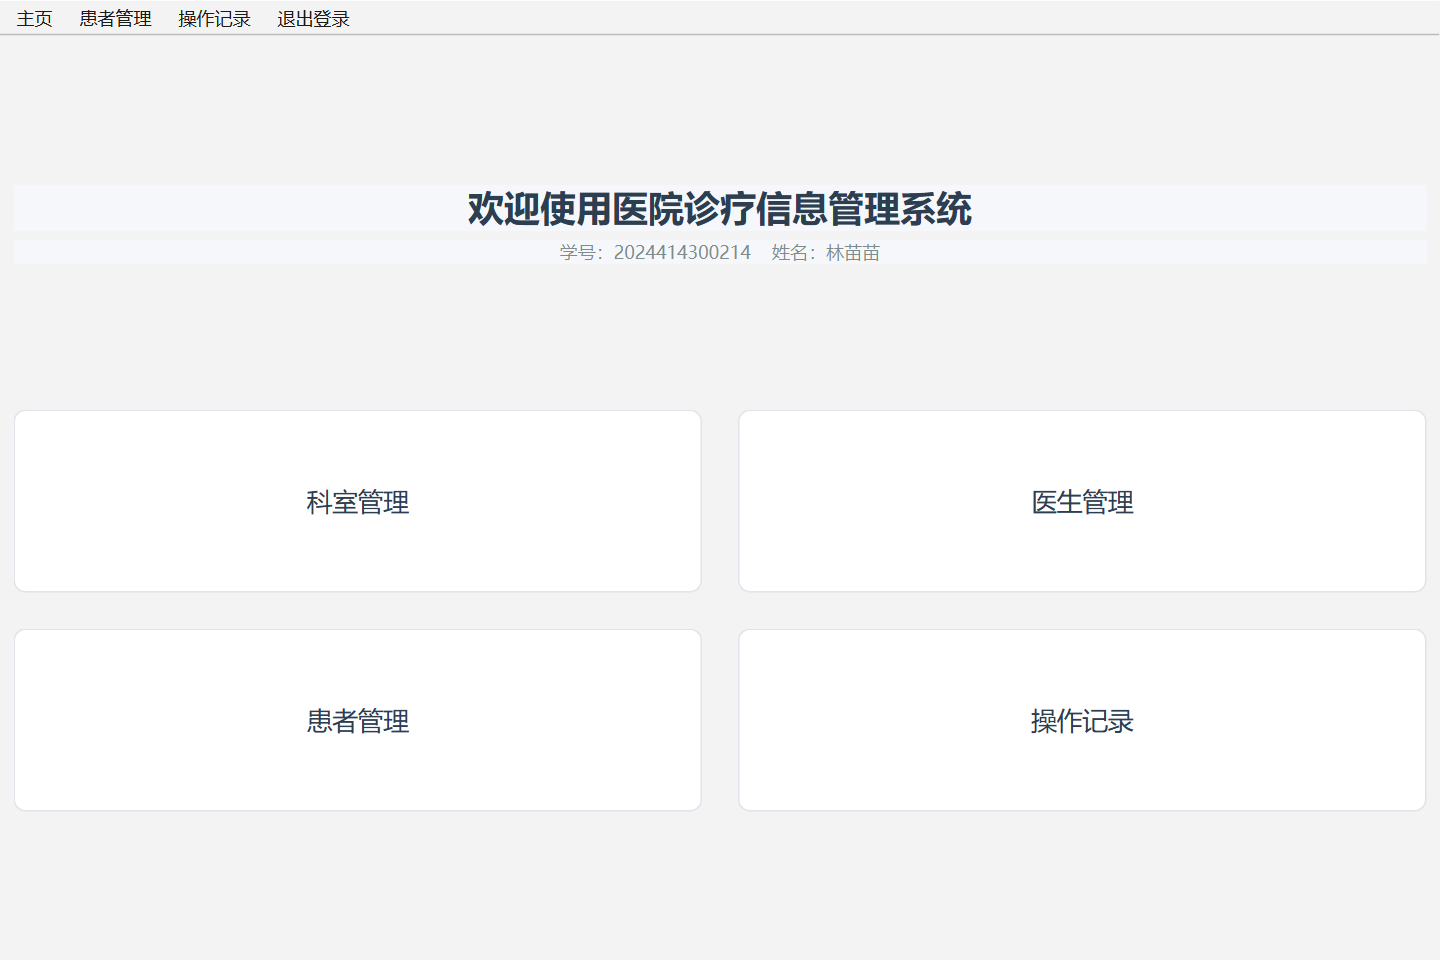 主页 患者管理 操作记录 退出登录
欢迎使用医院诊疗信息管理系统
学号：2024414300214 姓名：林苗苗
科室管理 医生管理
患者管理 操作记录